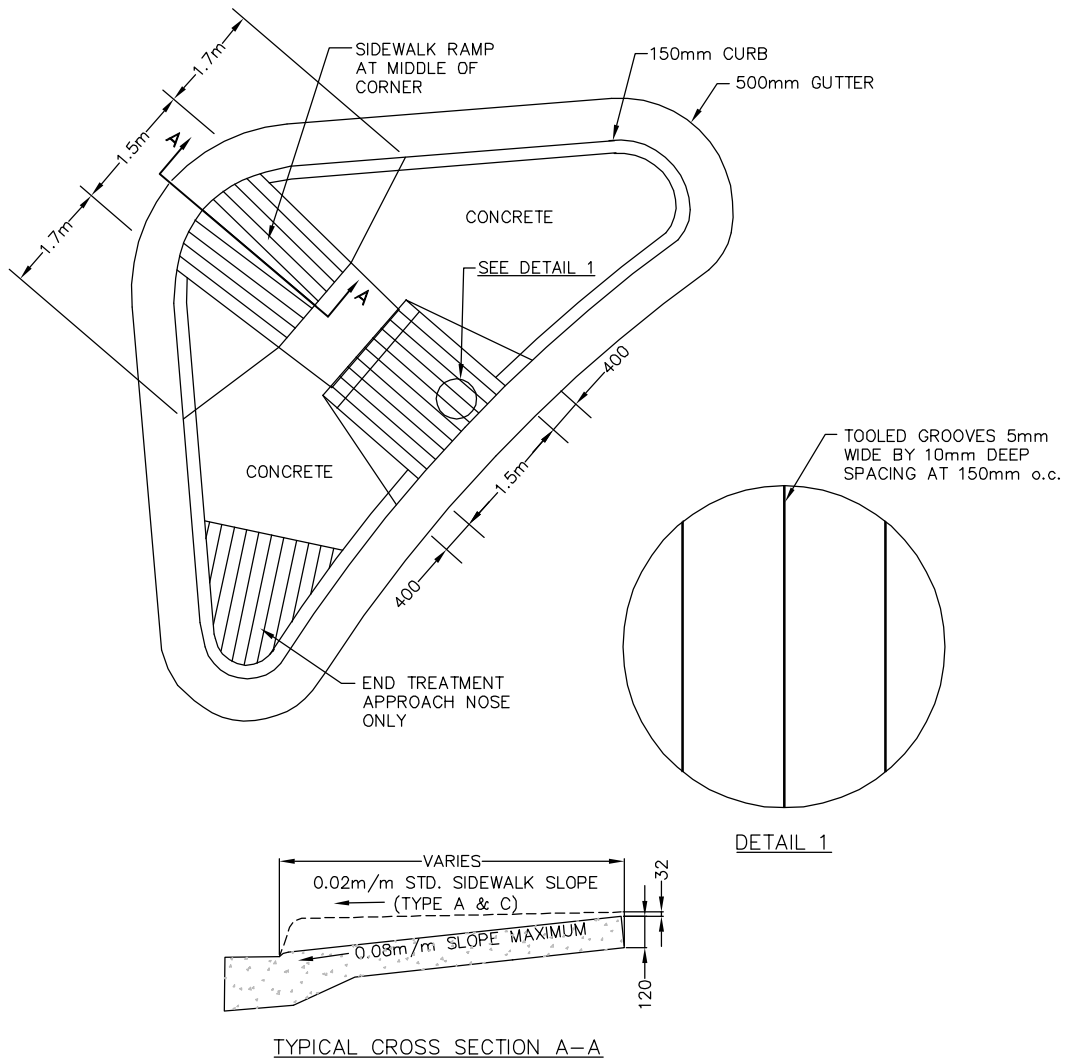 1.7m
SIDEWALK RAMP
AT MIDDLE OF
CORNER
150mm CURB
500mm GUTTER
1.5m
A
1.7m
CONCRETE
SEE DETAIL 1
A
400
CONCRETE
1.5m
400
TOOLED GROOVES 5mm
WIDE BY 10mm DEEP
SPACING AT 150mm o.c.
END TREATMENT
APPROACH NOSE
ONLY
DETAIL 1
VARIES
0.02m/m STD. SIDEWALK SLOPE
(TYPE A & C)
32
0.08m/m SLOPE MAXIMUM
120
TYPICAL CROSS SECTION A-A